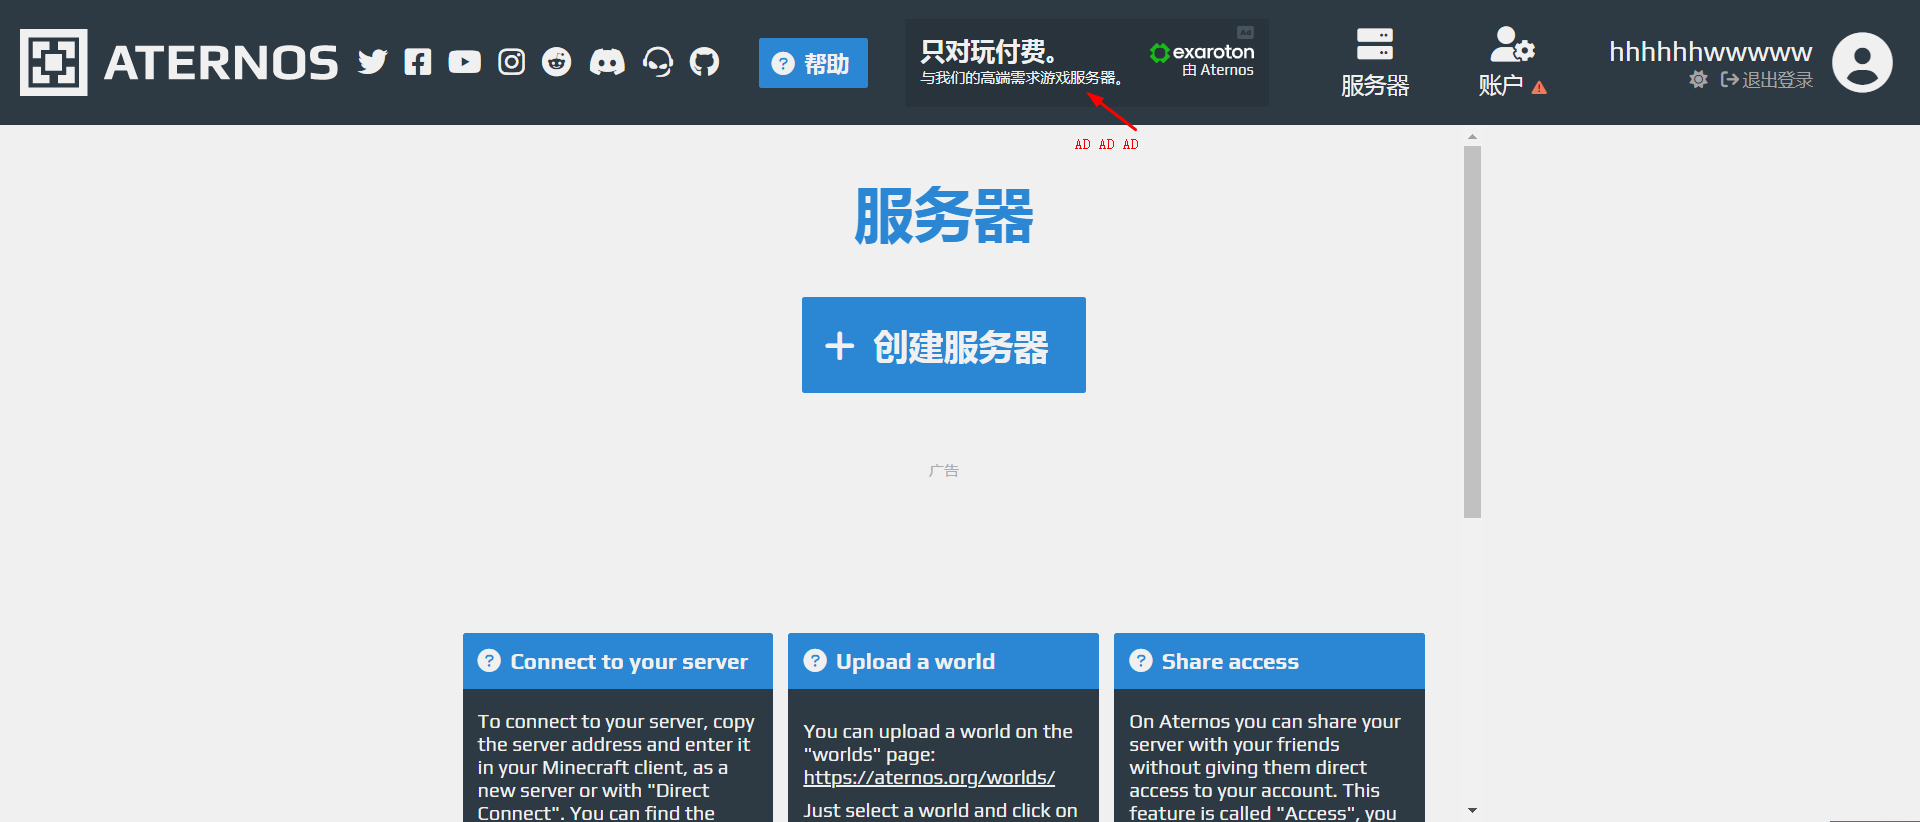 ATERNOS
帮助
只对玩付费。
与我们的高端需求游戏服务器。
Ad
exaroton
由 Aternos
服务器
账户
hhhhhhwwwww
退出登录
AD AD AD
服务器
创建服务器
广告
Connect to your server
To connect to your server, copy
the server address and enter it
in your Minecraft client, as a
new server or with "Direct
Connect". You can find the
Upload a world
You can upload a world on the
"worlds" page:
https://aternos.org/worlds/
Just select a world and click on
Share access
On Aternos you can share your
server with your friends
without giving them direct
access to your account. This
feature is called "Access", you